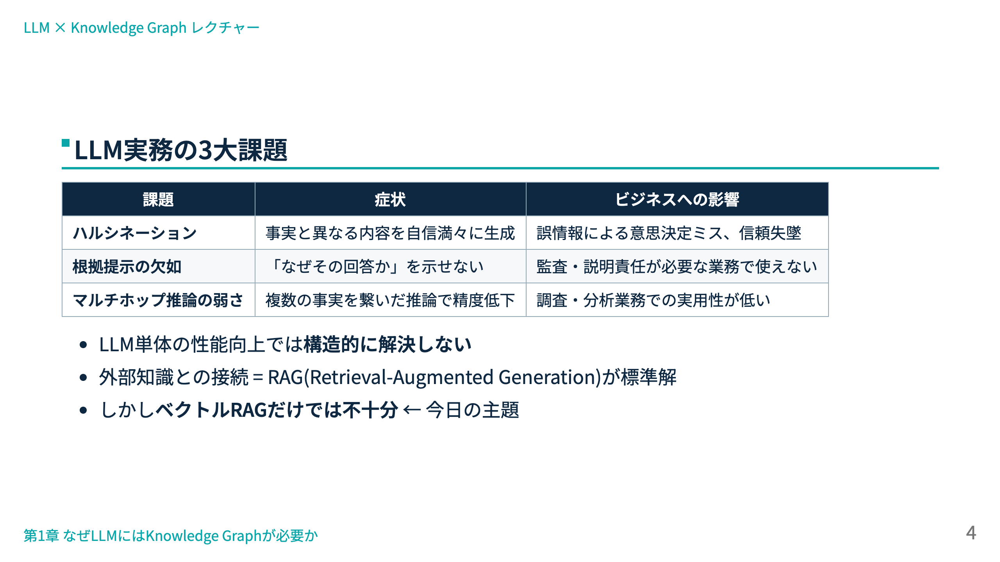 LLM × Knowledge Graph レクチャー
LLM実務の3大課題
課題 症状 ビジネスへの影響
ハルシネーション 事実と異なる内容を自信満々に生成 誤情報による意思決定ミス、信頼失墜
根拠提示の欠如 「なぜその回答か」を示せない 監査・説明責任が必要な業務で使えない
マルチホップ推論の弱さ 複数の事実を繋いだ推論で精度低下 調査・分析業務での実用性が低い
• LLM単体の性能向上では構造的に解決しない
• 外部知識との接続 = RAG(Retrieval-Augmented Generation)が標準解
• しかしベクトルRAGだけでは不十分 ← 今日の主題
第1章 なぜLLMにはKnowledge Graphが必要か
4